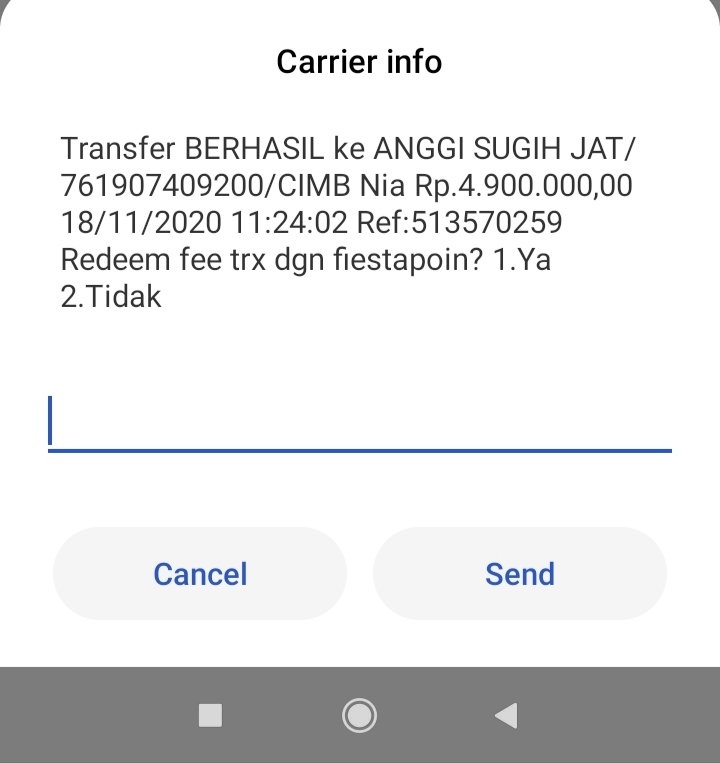 Carrier info
Transfer BERHASIL ke ANGGI SUGIH JAT/
761907409200/CIMB Nia Rp.4.900.000,00
18/11/2020 11:24:02 Ref:513570259
Redeem fee trx dgn fiestapoin? 1.Ya
2.Tidak
Cancel
Send